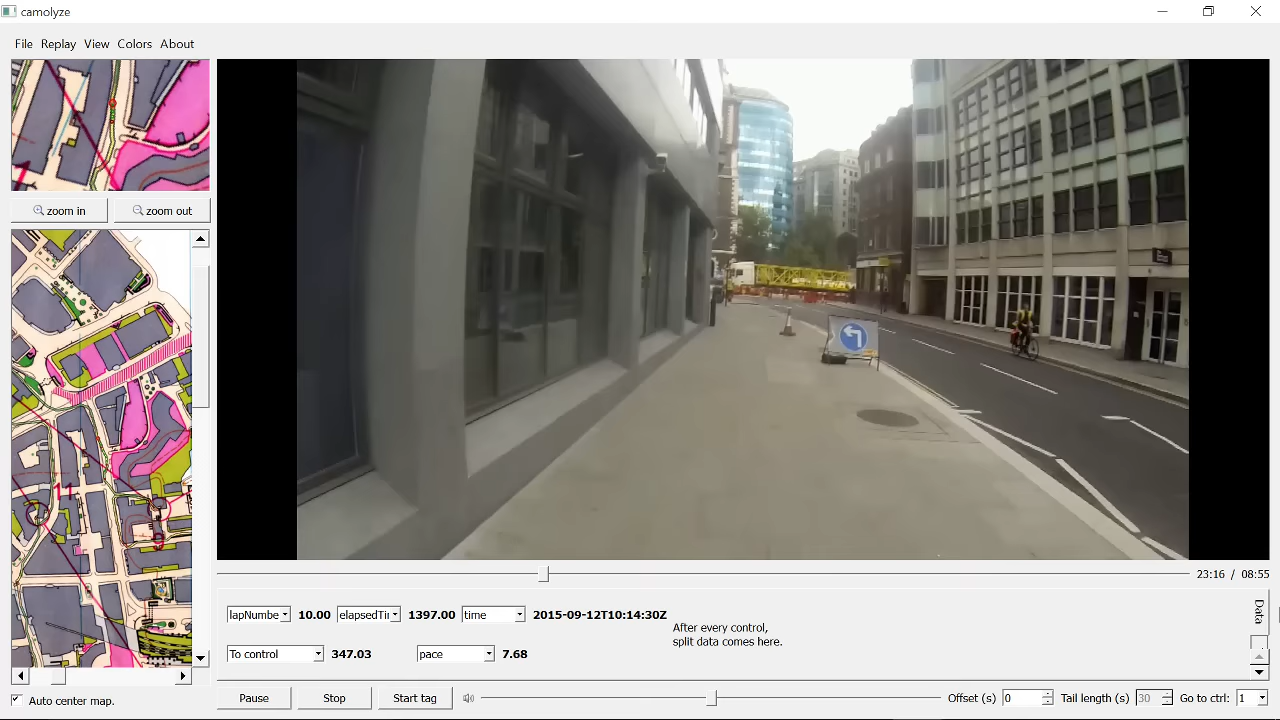 camolyze
File Replay View Colors About
zoom in zoom out
11
23:16 / 08:55
lapNumbe 10.00 elapsedTii 1397.00 time 2015-09-12T10:14:30Z
After every control,
split data comes here.
To control 347.03 pace 7.68
Data
Auto center map.
Pause Stop Start tag Offset (s) 0 Tail length (s) 30 Go to ctrl: 1